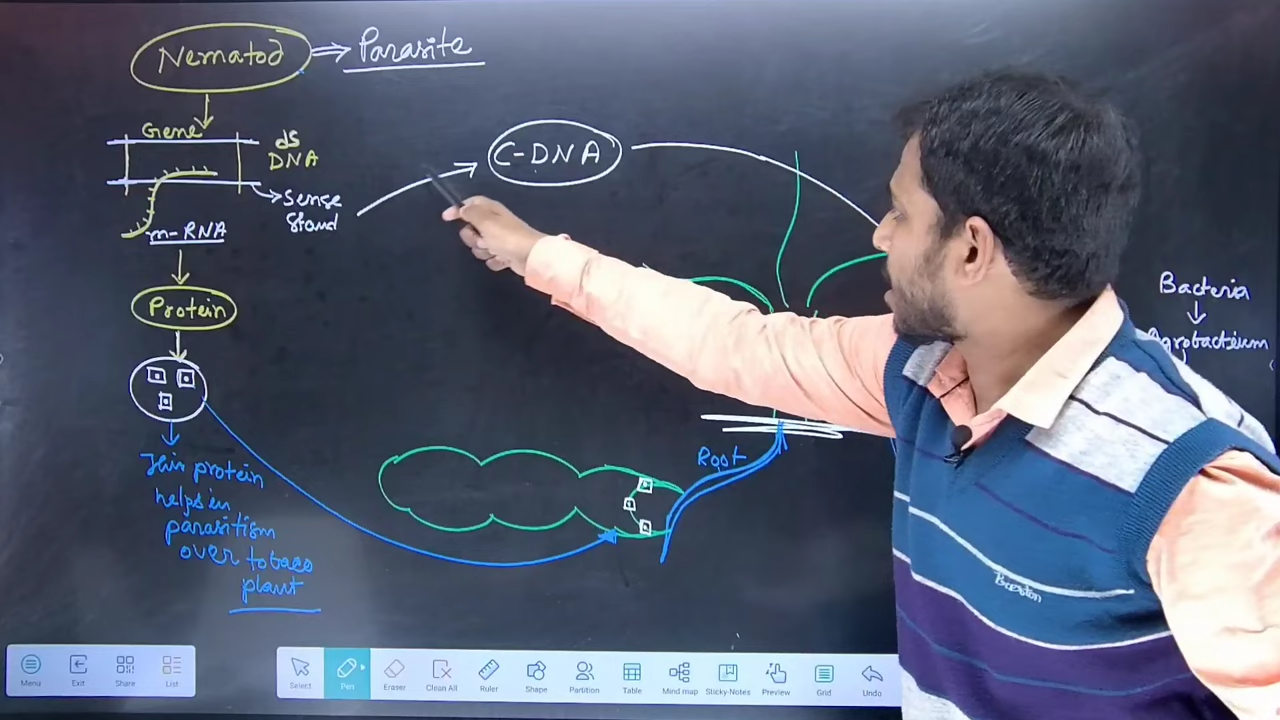 Nematod
Parasite
Gene
ds
DNA
Sense
Stand
m-RNA
C-DNA
Protein
This protein
helps in
parasitism
over tobaco
plant
Root
Bacteria
Agrobacterium
Menu
Exit
Share
List
Select
Pen
Eraser
Clean All
Ruler
Shape
Partition
Table
Mind map
Sticky-Notes
Preview
Grid
Undo